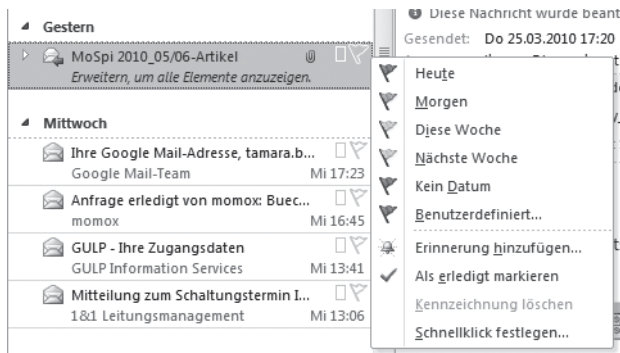 Diese Nachricht wurde beant
Gesendet: Do 25.03.2010 17:20
Gestern
MoSpi 2010_05/06-Artikel
Erweitern, um alle Elemente anzuzeigen.
Mittwoch
Ihre Google Mail-Adresse, tamara.b...
Google Mail-Team Mi 17:23
Anfrage erledigt von momox: Buec...
momox Mi 16:45
GULP - Ihre Zugangsdaten
GULP Information Services Mi 13:41
Mitteilung zum Schaltungstermin I...
1&1 Leitungsmanagement Mi 13:06
Heute
Morgen
Diese Woche
Nächste Woche
Kein Datum
Benutzerdefiniert...
Erinnerung hinzufügen...
Als erledigt markieren
Kennzeichnung löschen
Schnellklick festlegen...